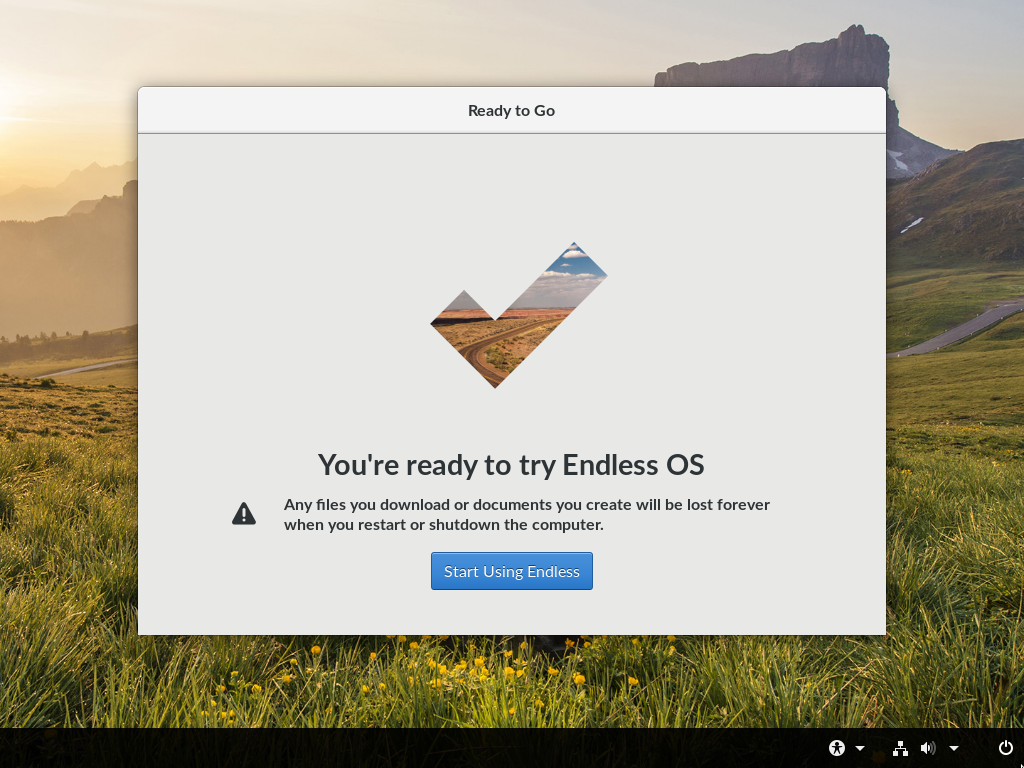 Ready to Go
You're ready to try Endless OS
Any files you download or documents you create will be lost forever
when you restart or shutdown the computer.
Start Using Endless